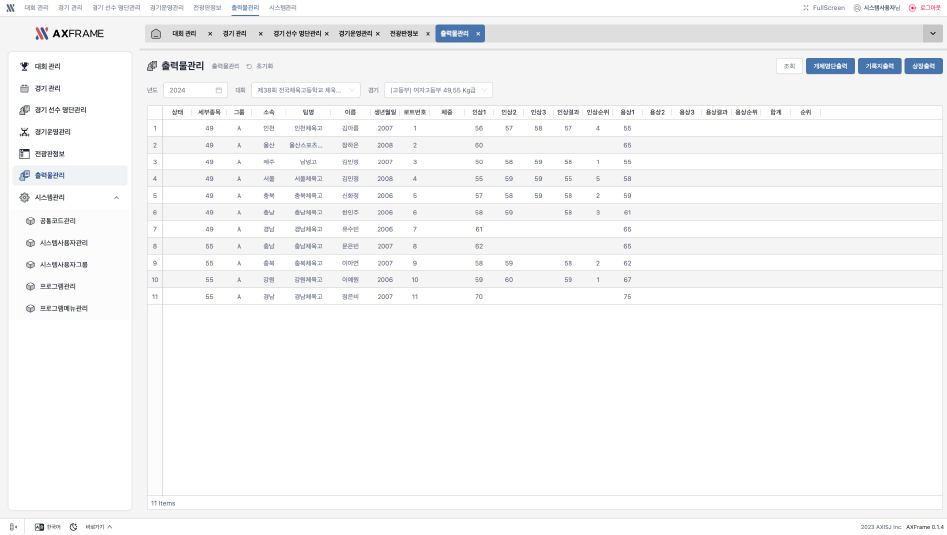 대회 관리 경기 관리 경기 선수 명단관리 경기운영관리 전광판정보 출력물관리 시스템관리 FullScreen 시스템사용자님 로그아웃
AXFRAME
대회 관리 × 경기 관리 × 경기 선수 명단관리 × 경기운영관리 × 전광판정보 × 출력물관리 ×
대회 관리
경기 관리
경기 선수 명단관리
경기운영관리
전광판정보
출력물관리
시스템관리
공통코드관리
시스템사용자관리
시스템사용자그룹
프로그램관리
프로그램메뉴관리
출력물관리 출력물관리 초기화
조회 계체명단출력 기록지출력 상장출력
년도 2024 대회 제38회 전국체육고등학교 체육... 경기 (고등부) 여자고등부 49,55 Kg급
상태 세부종목 그룹 소속 팀명 이름 생년월일 로트번호 체중 인상1 인상2 인상3 인상결과 인상순위 용상1 용상2 용상3 용상결과 용상순위 합계 순위
1 49 A 인천 인천체육고 김아름 2007 1 56 57 58 57 4 55
2 49 A 울산 울산스포츠... 2008 2 60 65
3 49 A 제주 남녕고 김민령 2007 3 50 58 59 58 1 55
4 49 A 서울 서울체육고 김민정 2008 4 55 59 59 55 5 58
5 49 A 충북 충북체육고 신화정 2006 5 57 58 59 58 2 59
6 49 A 충남 충남체육고 현민주 2006 6 58 59 58 3 61
7 49 A 경남 경남체육고 유수빈 2006 7 61 65
8 55 A 충남 충남체육고 문은빈 2007 8 62 65
9 55 A 충북 충북체육고 이아연 2007 9 58 59 58 2 62
10 55 A 강원 강원체육고 이예원 2006 10 59 60 59 1 67
11 55 A 경남 경남체육고 정은비 2007 11 70 75
11 Items
한국어 바로가기 2023 AXISJ Inc. AXFrame 0.1.4